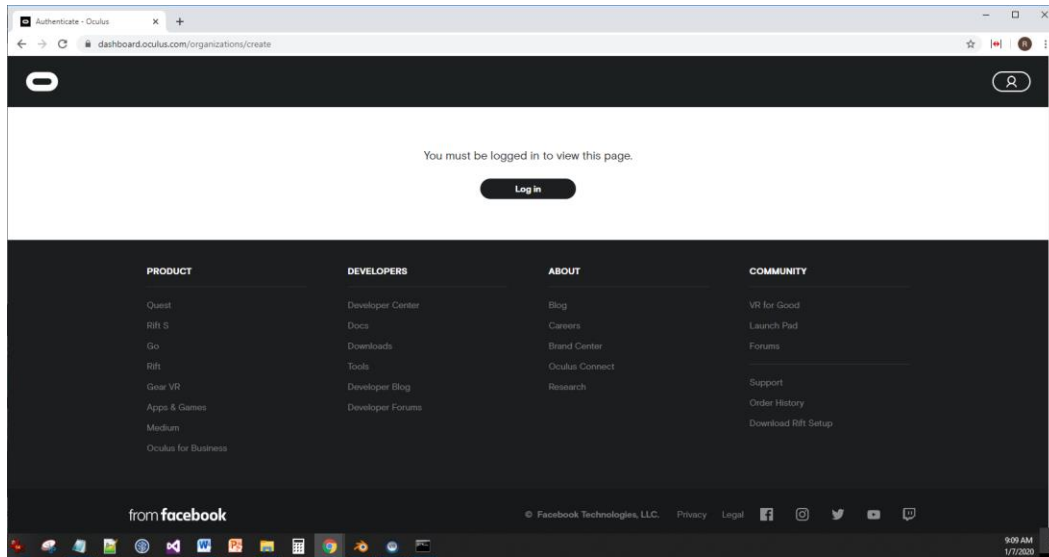 Authenticate - Oculus
dashboard.oculus.com/organizations/create
R
You must be logged in to view this page.
Log in
PRODUCT
Quest
Rift S
Go
Rift
Gear VR
Apps & Games
Medium
Oculus for Business
DEVELOPERS
Developer Center
Docs
Downloads
Tools
Developer Blog
Developer Forums
ABOUT
Blog
Careers
Brand Center
Oculus Connect
Research
COMMUNITY
VR for Good
Launch Pad
Forums
Support
Order History
Download Rift Setup
from facebook
© Facebook Technologies, LLC. Privacy Legal
9:09 AM
1/7/2020